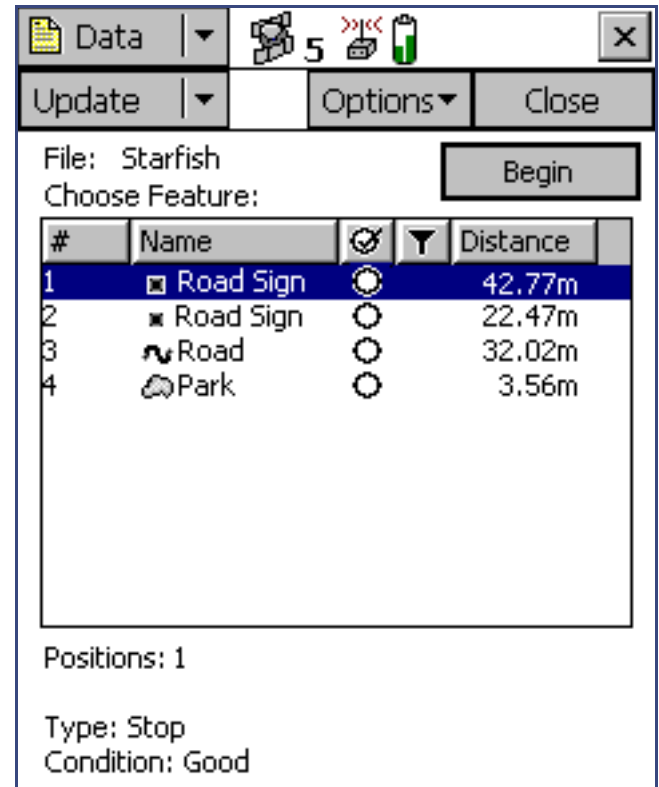 Data 5
Update Options Close
File: Starfish
Begin
Choose Feature:
# Name Distance
1 Road Sign 42.77m
2 Road Sign 22.47m
3 Road 32.02m
4 Park 3.56m
Positions: 1
Type: Stop
Condition: Good